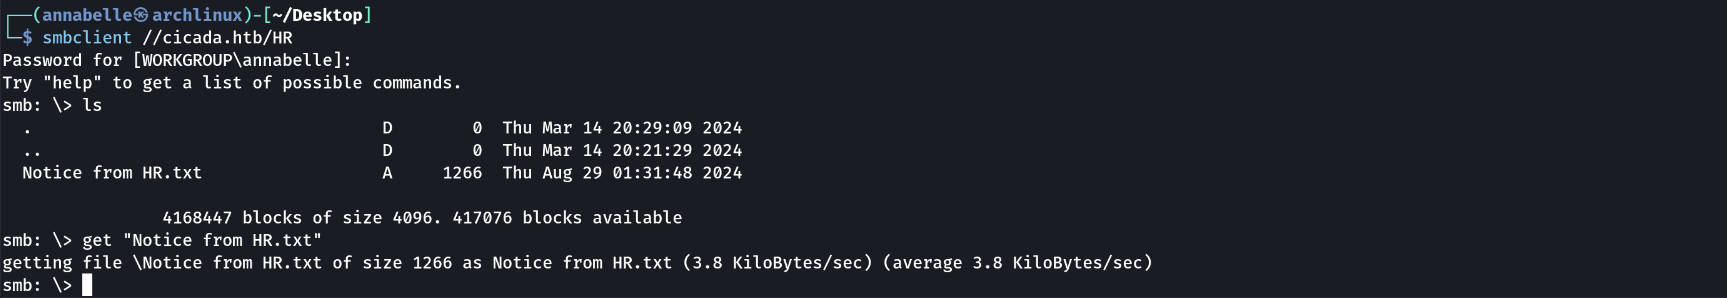 ┌──(annabelle㉿archlinux)-[~/Desktop]
└─$ smbclient //cicada.htb/HR
Password for [WORKGROUP\annabelle]:
Try "help" to get a list of possible commands.
smb: \> ls
  .                                   D        0  Thu Mar 14 20:29:09 2024
  ..                                  D        0  Thu Mar 14 20:21:29 2024
  Notice from HR.txt                  A     1266  Thu Aug 29 01:31:48 2024
                4168447 blocks of size 4096. 417076 blocks available
smb: \> get "Notice from HR.txt"
getting file \Notice from HR.txt of size 1266 as Notice from HR.txt (3.8 KiloBytes/sec) (average 3.8 KiloBytes/sec)
smb: \>